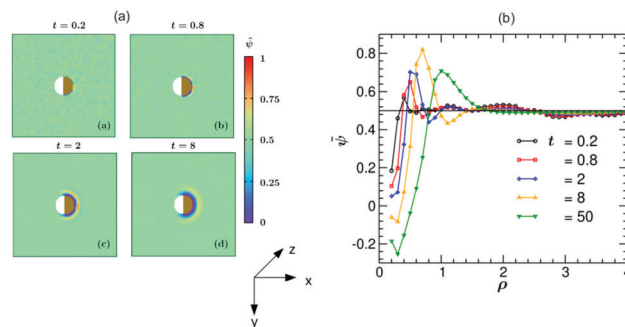 (a)
t = 0.2
t = 0.8
(a)
(b)
t = 2
t = 8
(c)
(d)
ψ̃
1
0.75
0.5
0.25
0
z
x
y
(b)
0.8
0.6
0.4
0.2
0
-0.2
ψ̃
0
1
2
3
4
ρ
t = 0.2
= 0.8
= 2
= 8
= 50